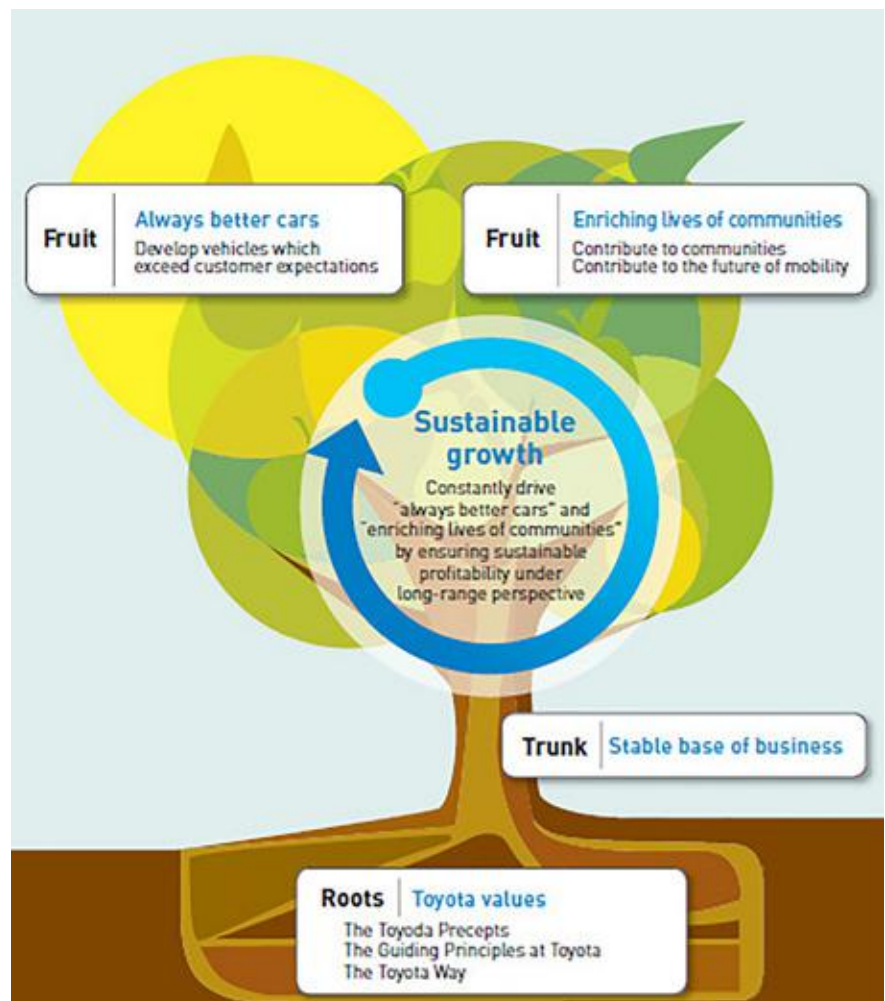 Fruit
Always better cars
Develop vehicles which
exceed customer expectations
Fruit
Enriching lives of communities
Contribute to communities
Contribute to the future of mobility
Sustainable
growth
Constantly drive
"always better cars" and
"enriching lives of communities"
by ensuring sustainable
profitability under
long-range perspective
Trunk
Stable base of business
Roots
Toyota values
The Toyoda Precepts
The Guiding Principles at Toyota
The Toyota Way